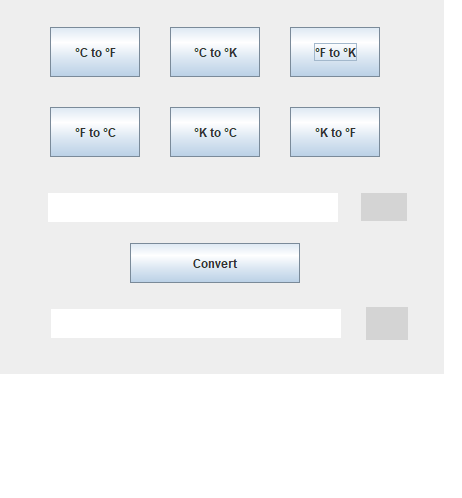 °C to °F
°C to °K
°F to °K
°F to °C
°K to °C
°K to °F
Convert